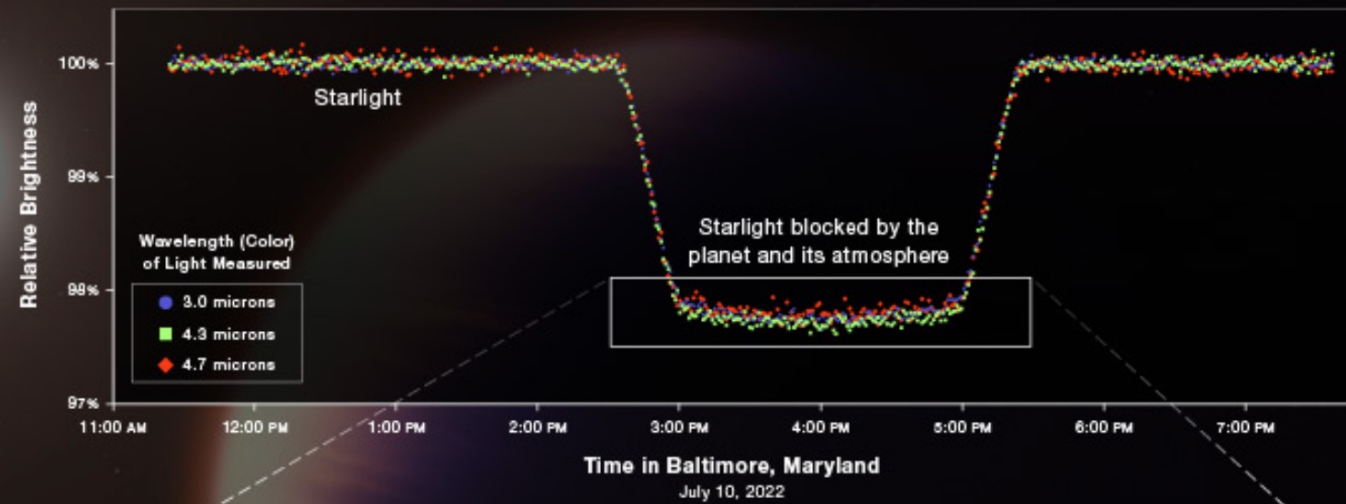 100%
Starlight
99%
Relative Brightness
Starlight blocked by the
planet and its atmosphere
Wavelength (Color)
of Light Measured
98%
3.0 microns
4.3 microns
4.7 microns
97%
11:00 AM 12:00 PM 1:00 PM 2:00 PM 3:00 PM 4:00 PM 5:00 PM 6:00 PM 7:00 PM
Time in Baltimore, Maryland
July 10, 2022